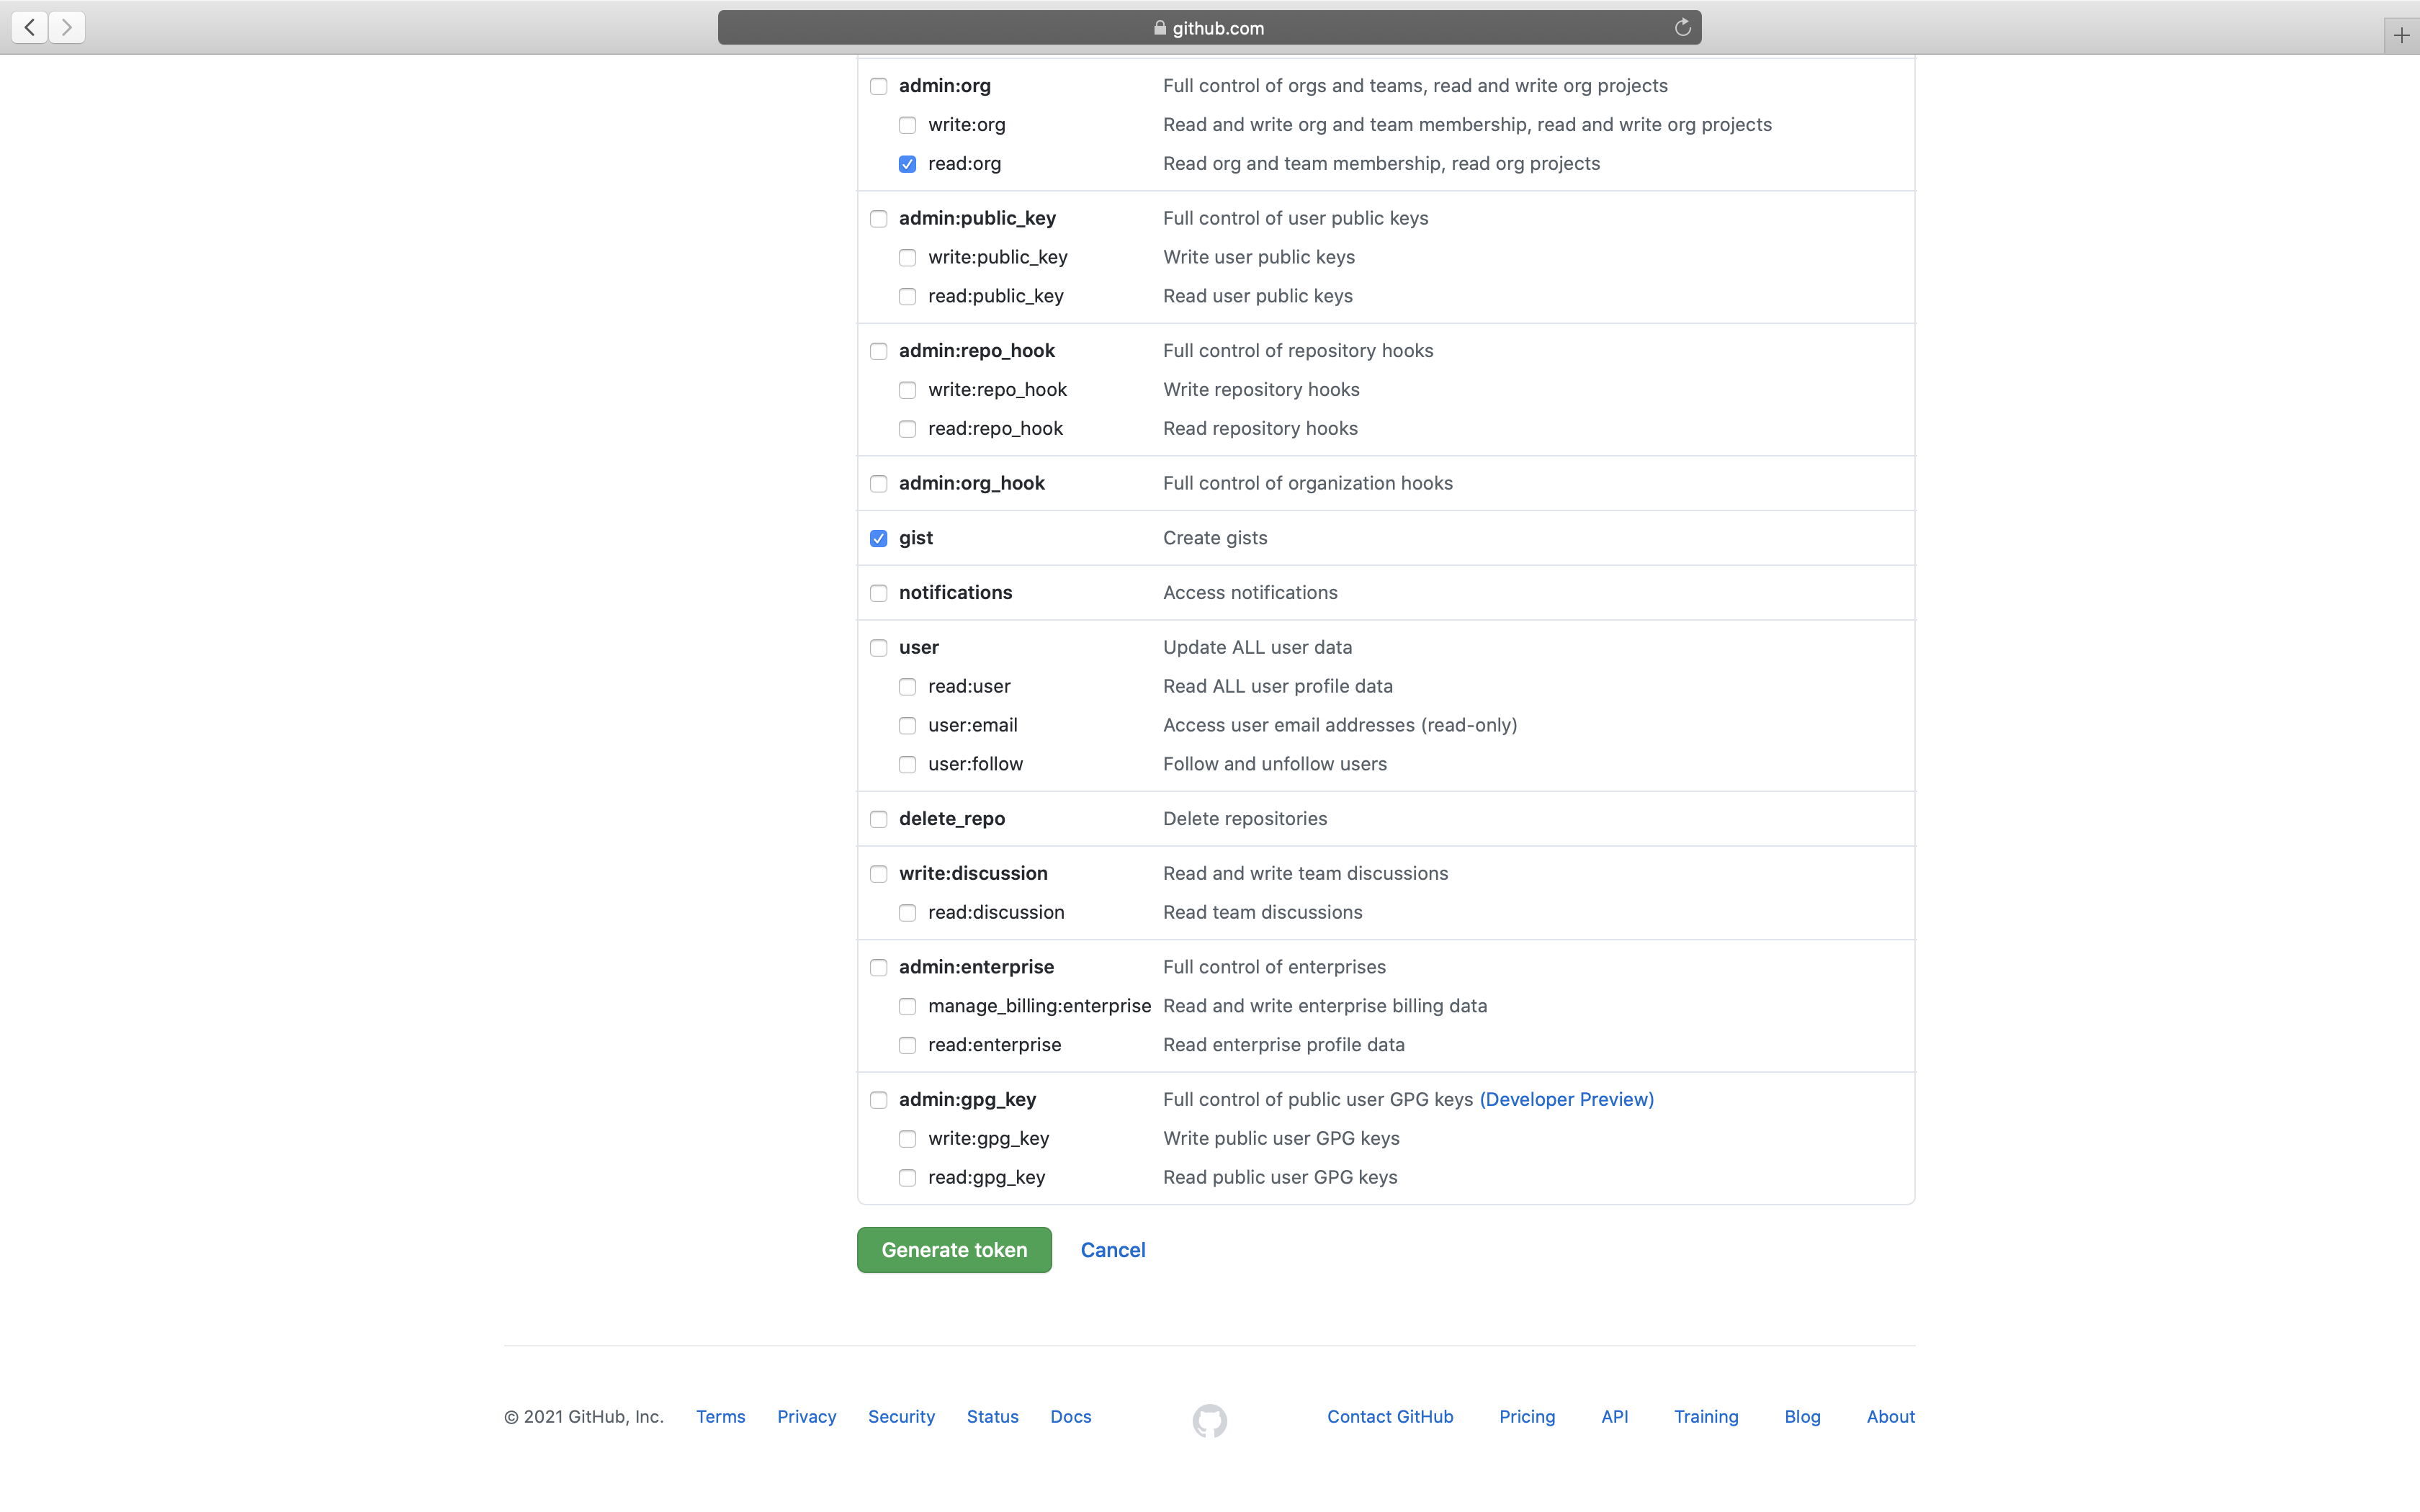 github.com
admin:org Full control of orgs and teams, read and write org projects
write:org Read and write org and team membership, read and write org projects
read:org Read org and team membership, read org projects
admin:public_key Full control of user public keys
write:public_key Write user public keys
read:public_key Read user public keys
admin:repo_hook Full control of repository hooks
write:repo_hook Write repository hooks
read:repo_hook Read repository hooks
admin:org_hook Full control of organization hooks
gist Create gists
notifications Access notifications
user Update ALL user data
read:user Read ALL user profile data
user:email Access user email addresses (read-only)
user:follow Follow and unfollow users
delete_repo Delete repositories
write:discussion Read and write team discussions
read:discussion Read team discussions
admin:enterprise Full control of enterprises
manage_billing:enterprise Read and write enterprise billing data
read:enterprise Read enterprise profile data
admin:gpg_key Full control of public user GPG keys (Developer Preview)
write:gpg_key Write public user GPG keys
read:gpg_key Read public user GPG keys
Generate token Cancel
© 2021 GitHub, Inc. Terms Privacy Security Status Docs Contact GitHub Pricing API Training Blog About